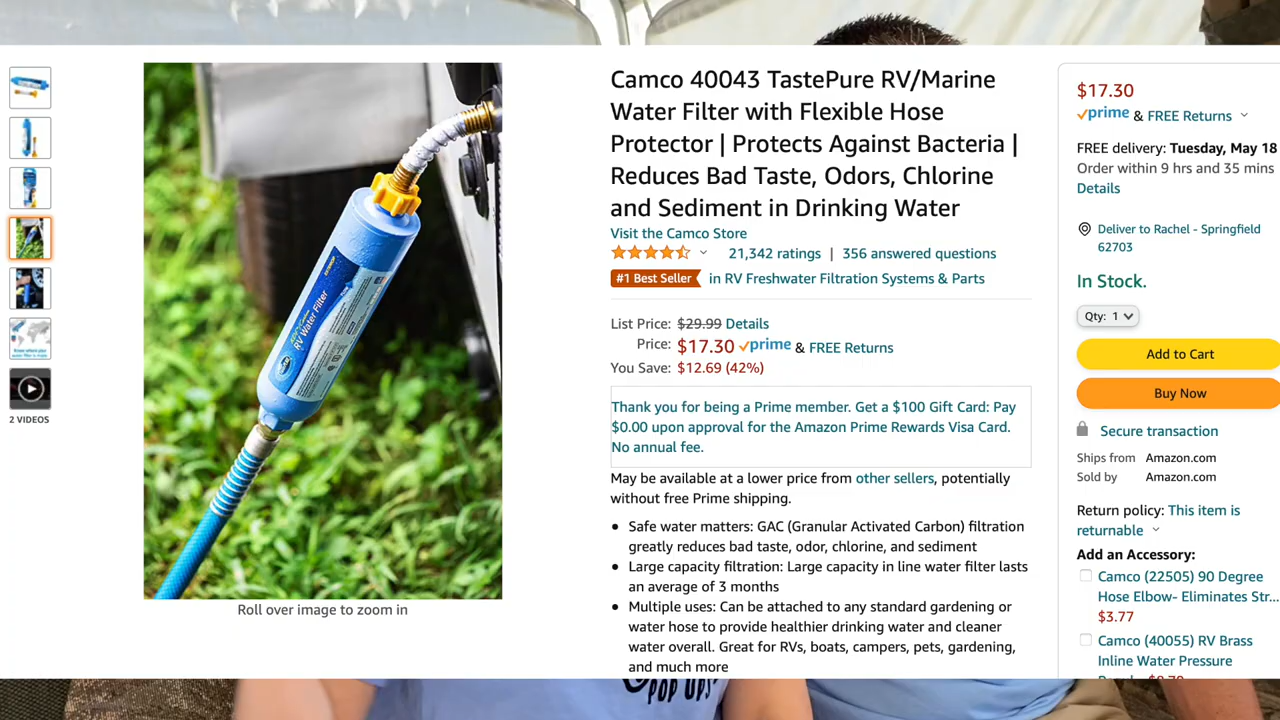 Camco 40043 TastePure RV/Marine
Water Filter with Flexible Hose
Protector | Protects Against Bacteria |
Reduces Bad Taste, Odors, Chlorine
and Sediment in Drinking Water
Visit the Camco Store
21,342 ratings | 356 answered questions
#1 Best Seller in RV Freshwater Filtration Systems & Parts
List Price: $29.99 Details
Price: $17.30 prime & FREE Returns
You Save: $12.69 (42%)
Thank you for being a Prime member. Get a $100 Gift Card: Pay
$0.00 upon approval for the Amazon Prime Rewards Visa Card.
No annual fee.
May be available at a lower price from other sellers, potentially
without free Prime shipping.
• Safe water matters: GAC (Granular Activated Carbon) filtration
greatly reduces bad taste, odor, chlorine, and sediment
• Large capacity filtration: Large capacity in line water filter lasts
an average of 3 months
• Multiple uses: Can be attached to any standard gardening or
water hose to provide healthier drinking water and cleaner
water overall. Great for RVs, boats, campers, pets, gardening,
and much more
$17.30
prime & FREE Returns
FREE delivery: Tuesday, May 18
Order within 9 hrs and 35 mins
Details
Deliver to Rachel - Springfield
62703
In Stock.
Qty: 1
Add to Cart
Buy Now
Secure transaction
Ships from Amazon.com
Sold by Amazon.com
Return policy: This item is
returnable
Add an Accessory:
Camco (22505) 90 Degree
Hose Elbow- Eliminates Str...
$3.77
Camco (40055) RV Brass
Inline Water Pressure
2 VIDEOS
RV Water Filter
Roll over image to zoom in
POP UPS